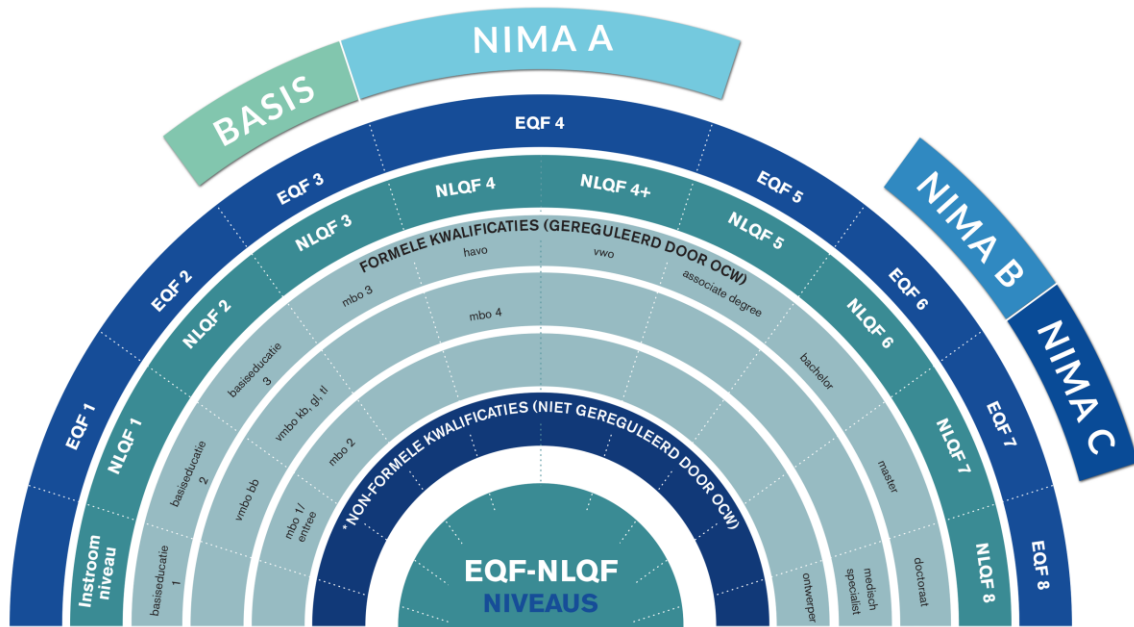 BASIS
NIMA A
NIMA B
NIMA C
EQF 1
EQF 2
EQF 3
EQF 4
EQF 5
EQF 6
EQF 7
EQF 8
Instroom
niveau
NLQF 1
NLQF 2
NLQF 3
NLQF 4
NLQF 4+
NLQF 5
NLQF 6
NLQF 7
NLQF 8
FORMELE KWALIFICATIES (GEREGULEERD DOOR OCW)
basiseducatie
1
basiseducatie
2
basiseducatie
3
mbo 3
havo
vwo
associate degree
bachelor
master
doctoraat
vmbo bb
vmbo kb, gl, tl
mbo 4
medisch
specialist
mbo 1/
entree
mbo 2
ontwerper
*NON-FORMELE KWALIFICATIES (NIET GEREGULEERD DOOR OCW)
EQF-NLQF
NIVEAUS